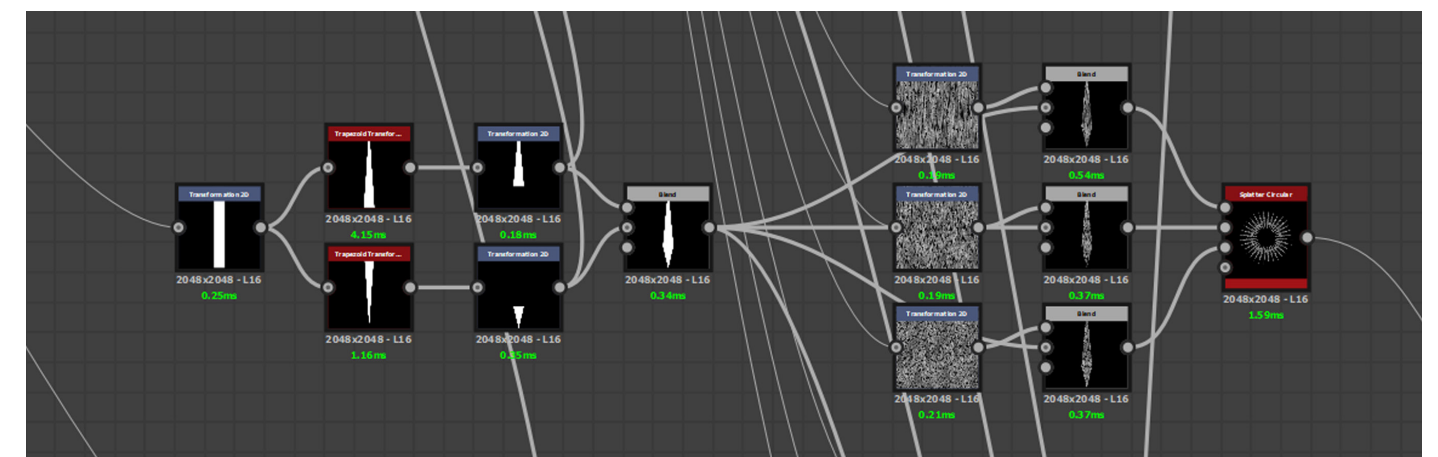 Transformation 2D
2048x2048 - L16
0.25ms
Trapezoid Transfor...
2048x2048 - L16
4.15ms
Trapezoid Transfor...
2048x2048 - L16
1.16ms
Transformation 2D
2048x2048 - L16
0.18ms
Transformation 2D
2048x2048 - L16
Blend
2048x2048 - L16
0.34ms
Transformation 2D
2048x2048 - L16
0.19ms
Transformation 2D
2048x2048 - L16
0.19ms
Transformation 2D
2048x2048 - L16
0.21ms
Blend
2048x2048 - L16
0.54ms
Blend
2048x2048 - L16
0.37ms
Blend
2048x2048 - L16
0.37ms
Splatter Circular
2048x2048 - L16
1.59ms